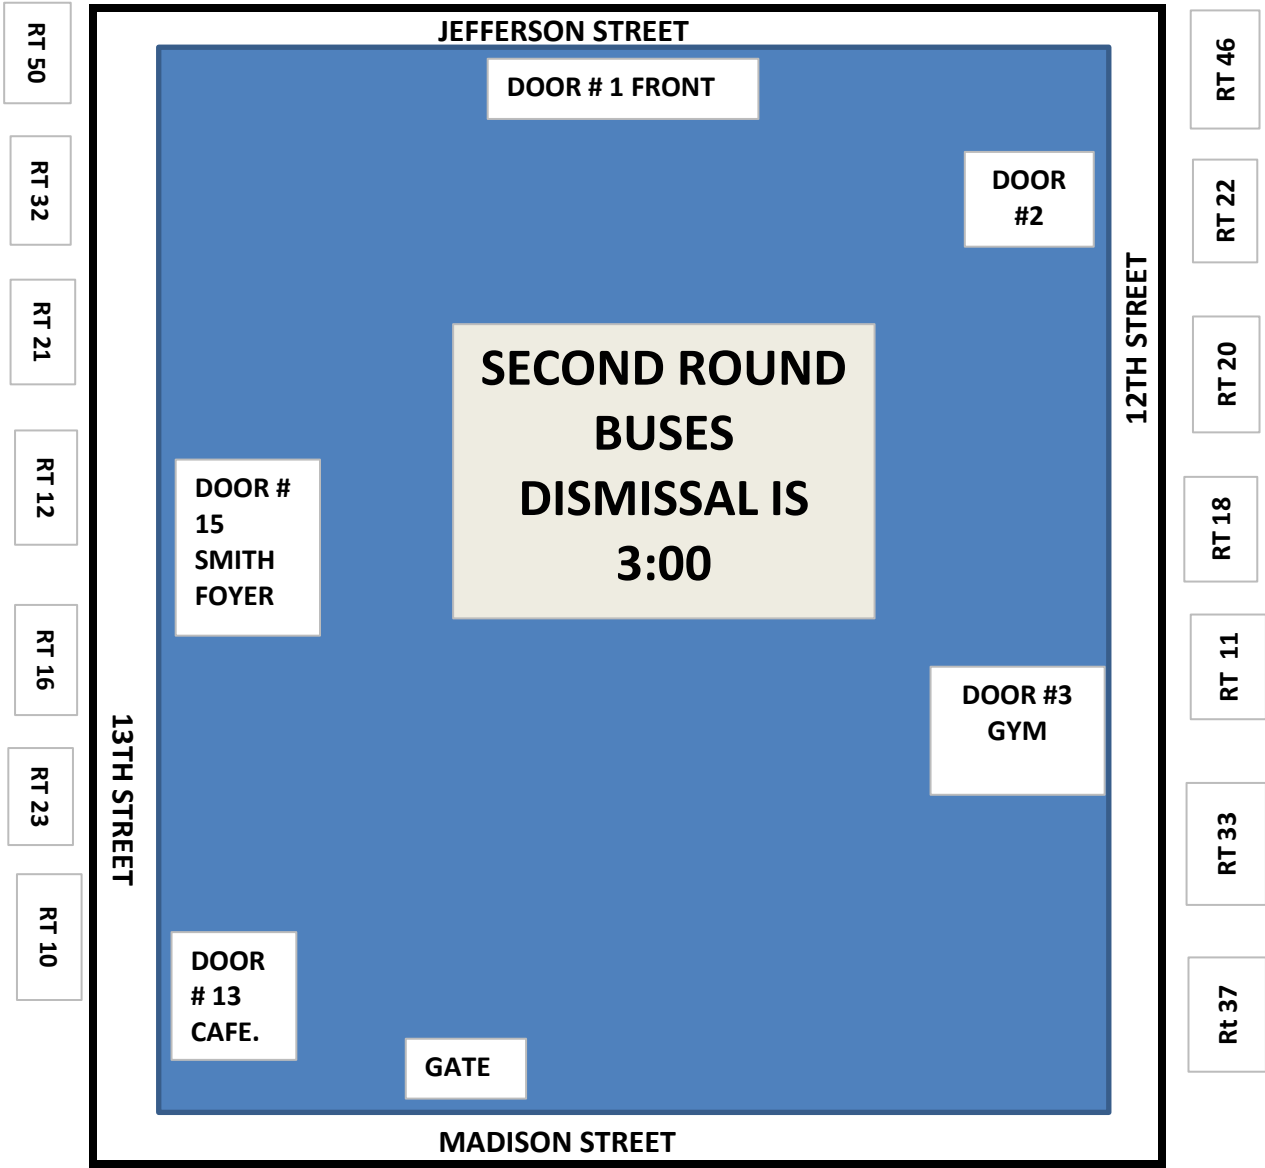 JEFFERSON STREET
RT 50
RT 32
RT 21
RT 12
RT 16
RT 23
RT 10
13TH STREET
DOOR # 1 FRONT
DOOR
#2
SECOND ROUND
BUSES
DISMISSAL IS
3:00
DOOR #
15
SMITH
FOYER
DOOR #3
GYM
DOOR
# 13
CAFE.
GATE
12TH STREET
RT 46
RT 22
RT 20
RT 18
RT 11
RT 33
Rt 37
MADISON STREET